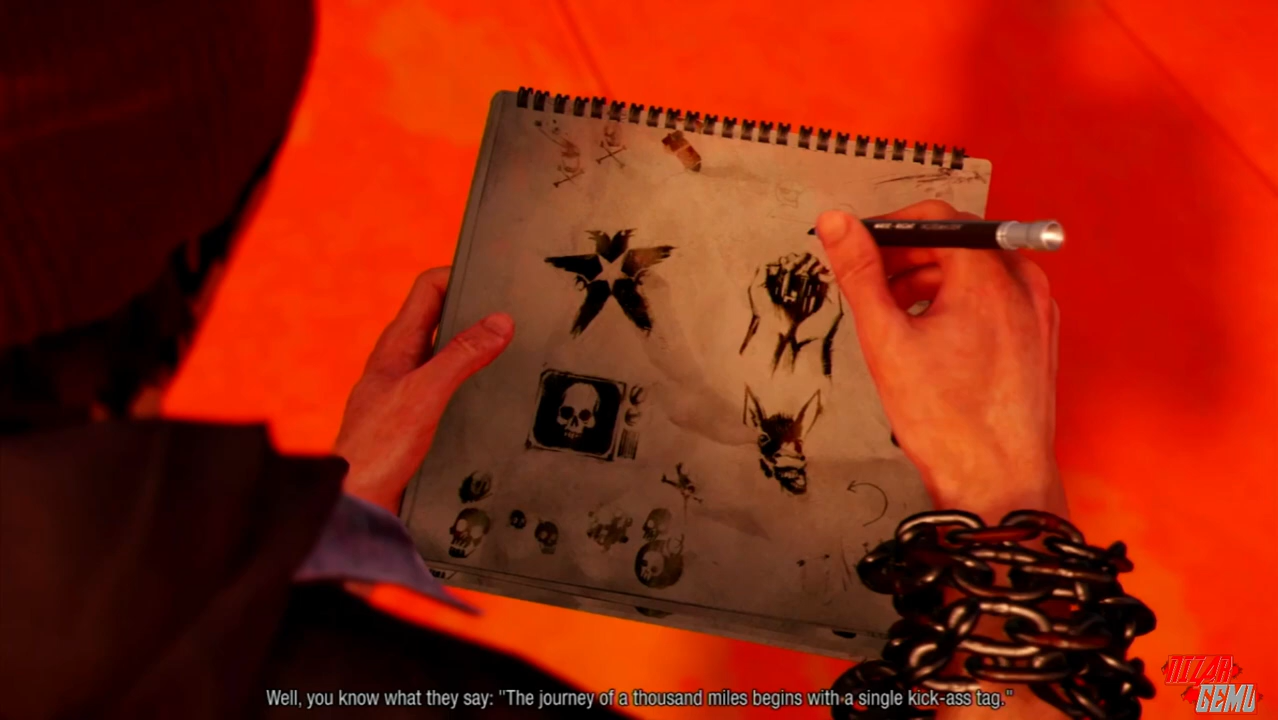 Well, you know what they say: "The journey of a thousand miles begins with a single kick-ass tag."
NIZAR
GEMU